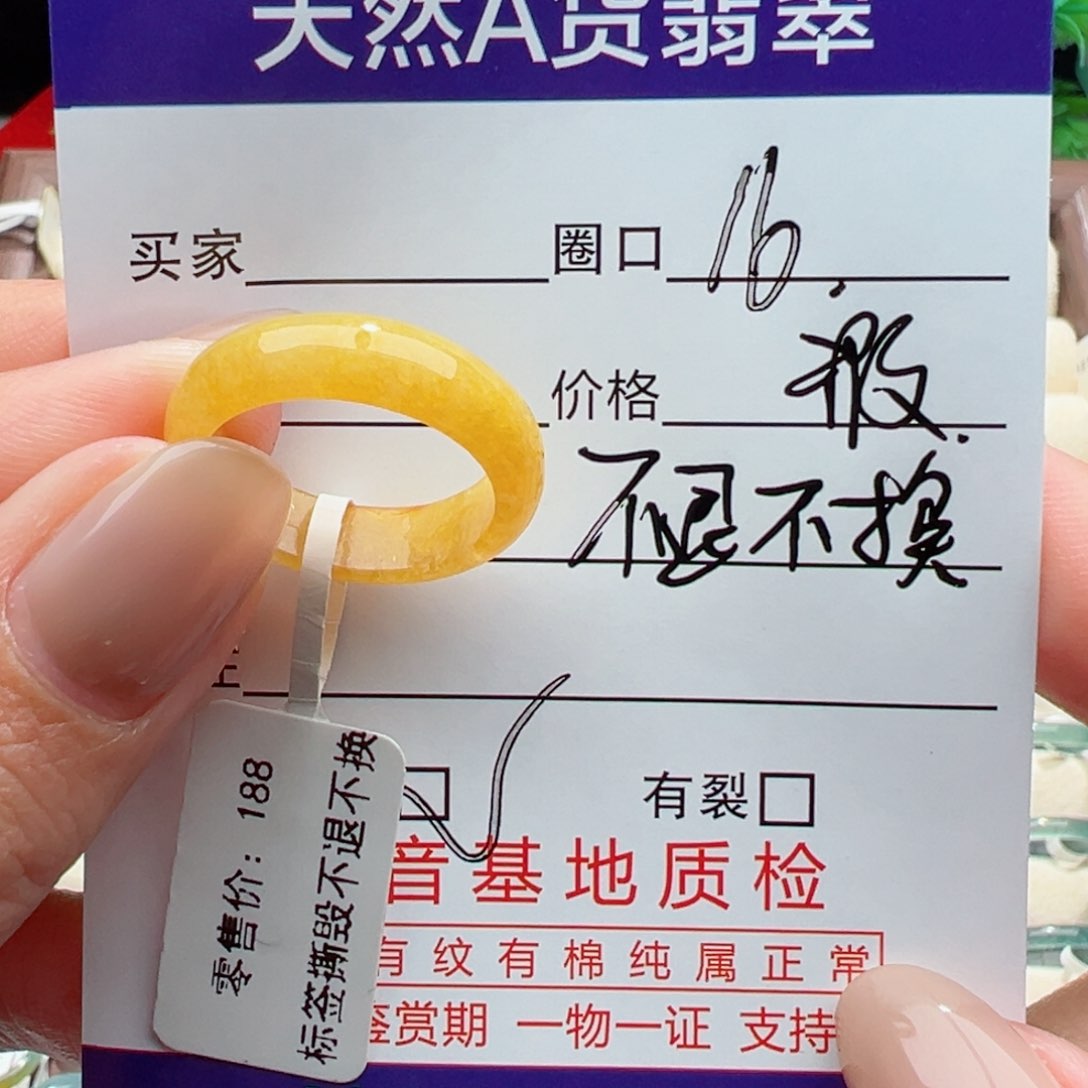 天然A货翡翠
买家 圈口 16.
价格
不退不换
有裂
音基地质检
有纹有棉纯属正常
鉴赏期 一物一证 支持
零售价：188
标签撕毁不退不换